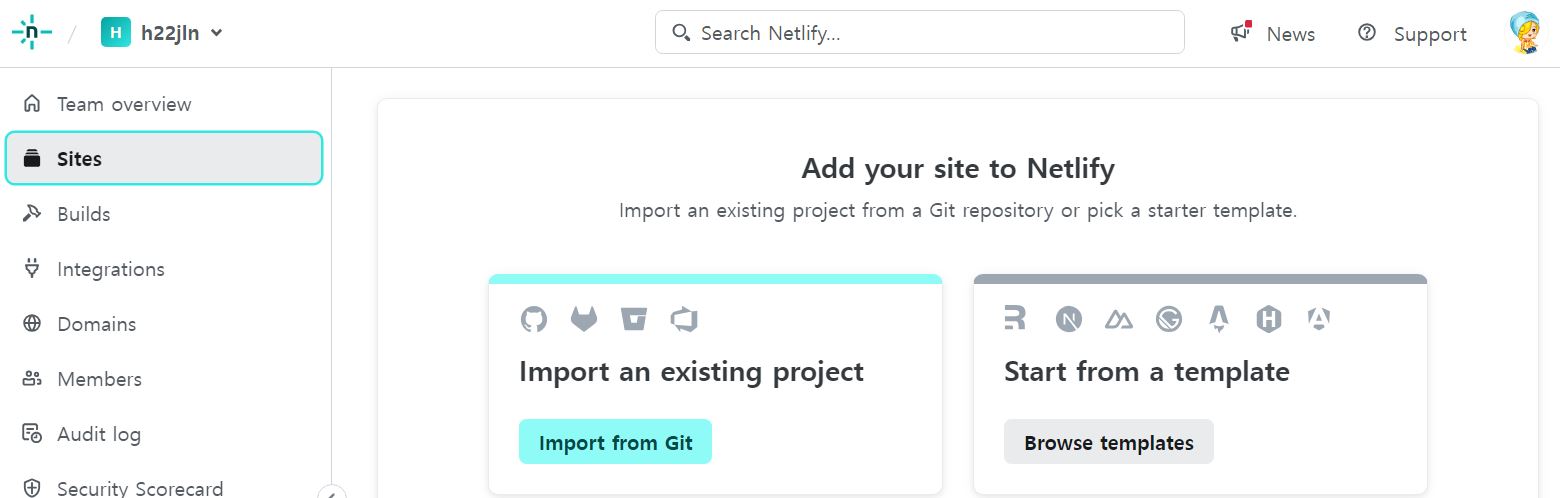 n / H h22jln
Search Netlify...
News
Support
Team overview
Sites
Builds
Integrations
Domains
Members
Audit log
Security Scorecard
Add your site to Netlify
Import an existing project from a Git repository or pick a starter template.
Import an existing project
Import from Git
Start from a template
Browse templates